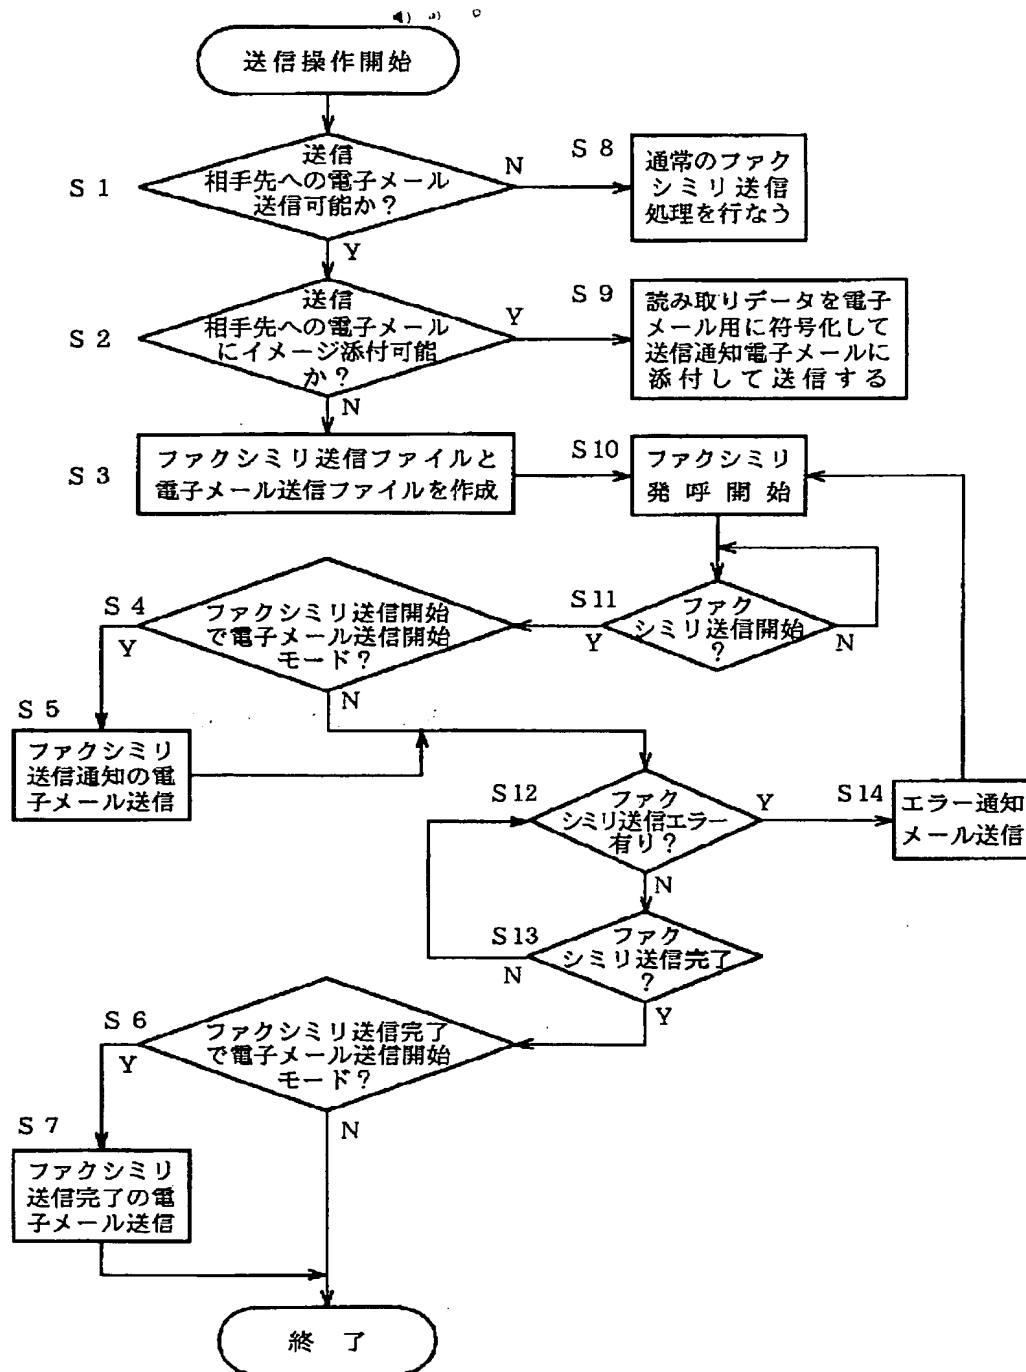 送信操作開始
S 1
送信
相手先への電子メール
送信可能か?
N
Y
S 8
通常のファク
シミリ送信
処理を行なう
S 2
送信
相手先への電子メール
にイメージ添付可能
か?
Y
N
S 9
読み取りデータを電子
メール用に符号化して
送信通知電子メールに
添付して送信する
S 3
ファクシミリ送信ファイルと
電子メール送信ファイルを作成
S10
ファクシミリ
発呼開始
S11
ファク
シミリ送信開始
?
Y
N
S 4
ファクシミリ送信開始
で電子メール送信開始
モード?
Y
N
S 5
ファクシミリ
送信通知の電
子メール送信
S12
ファク
シミリ送信エラー
有り?
Y
N
S14
エラー通知
メール送信
S13
ファク
シミリ送信完了
?
N
Y
S 6
ファクシミリ送信完了
で電子メール送信開始
モード?
Y
N
S 7
ファクシミリ
送信完了の電
子メール送信
終了